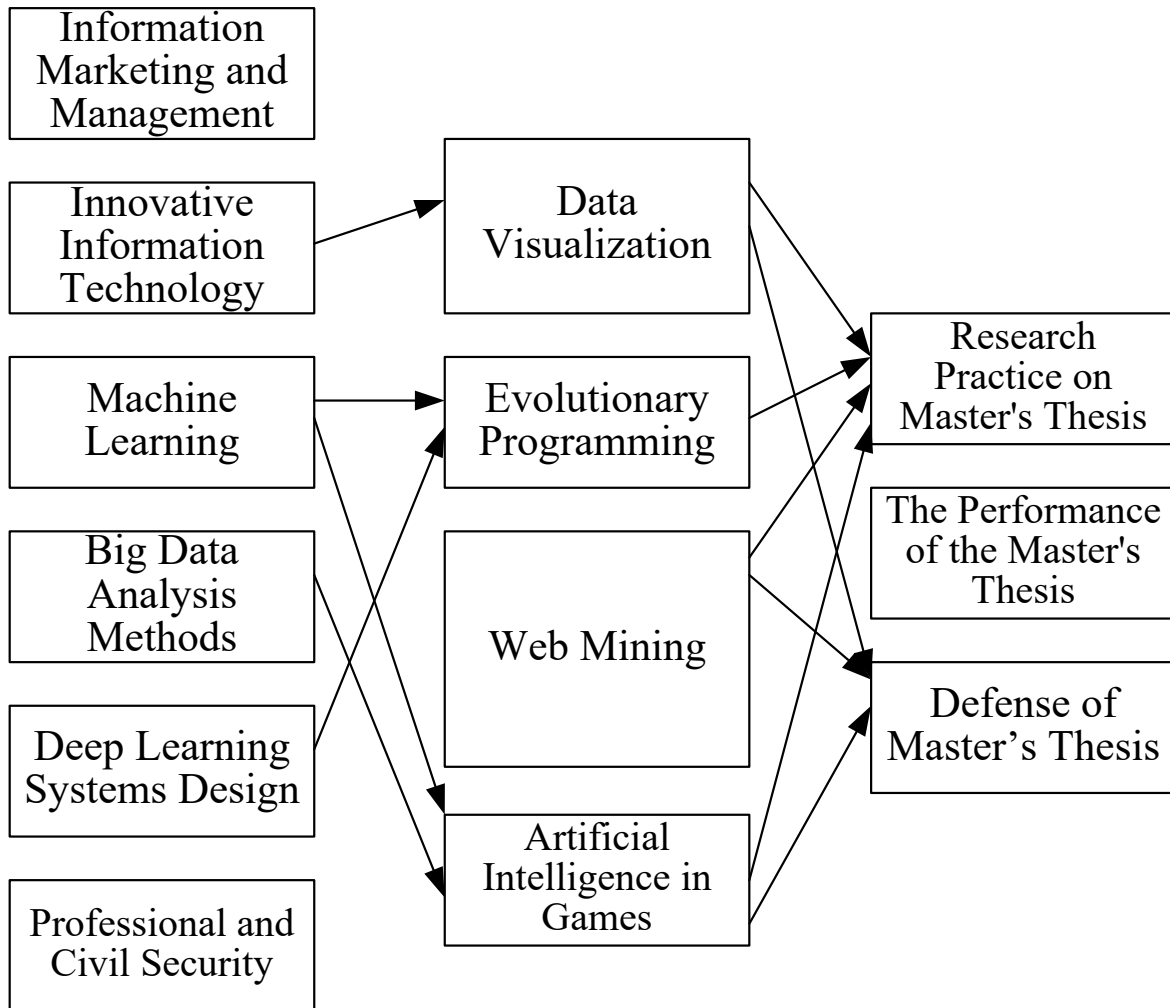 Information
Marketing and
Management
Innovative
Information
Technology
Machine
Learning
Big Data
Analysis
Methods
Deep Learning
Systems Design
Professional and
Civil Security
Data
Visualization
Evolutionary
Programming
Web Mining
Artificial
Intelligence in
Games
Research
Practice on
Master's Thesis
The Performance
of the Master's
Thesis
Defense of
Master’s Thesis